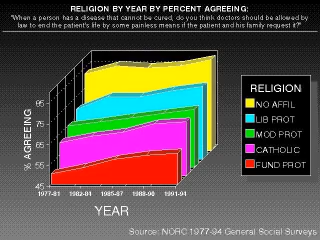 RELIGION BY YEAR BY PERCENT AGREEING:
"When a person has a disease that cannot be cured, do you think doctors should be allowed by
law to end the patient's life by some painless means if the patient and his family request it?"
% AGREEING
95
85
75
65
55
45
1977-81 1982-84 1985-87 1988-90 1991-94
YEAR
RELIGION
NO AFFIL
LIB PROT
MOD PROT
CATHOLIC
FUND PROT
Source: NORC 1977-94 General Social Surveys